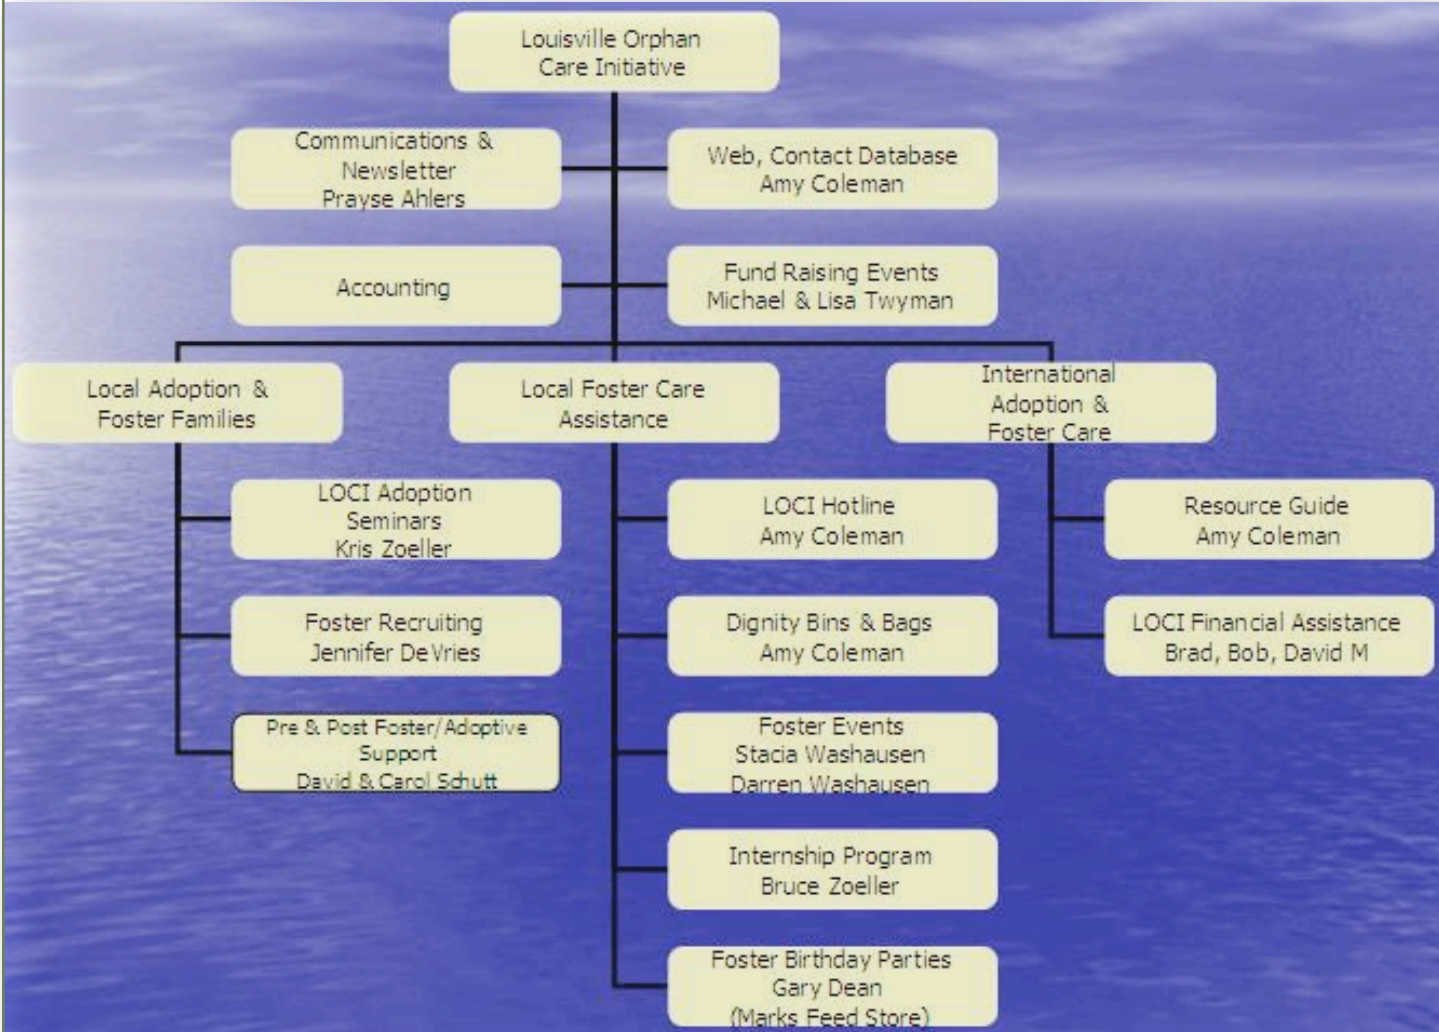 Louisville Orphan
Care Initiative
Communications &
Newsletter
Prayse Ahlers
Web, Contact Database
Amy Coleman
Accounting
Fund Raising Events
Michael & Lisa Twyman
Local Adoption &
Foster Families
Local Foster Care
Assistance
International
Adoption &
Foster Care
LOCI Adoption
Seminars
Kris Zoeller
LOCI Hotline
Amy Coleman
Resource Guide
Amy Coleman
Foster Recruiting
Jennifer DeVries
Dignity Bins & Bags
Amy Coleman
LOCI Financial Assistance
Brad, Bob, David M
Pre & Post Foster/Adoptive
Support
David & Carol Schutt
Foster Events
Stacia Washausen
Darren Washausen
Internship Program
Bruce Zoeller
Foster Birthday Parties
Gary Dean
(Marks Feed Store)